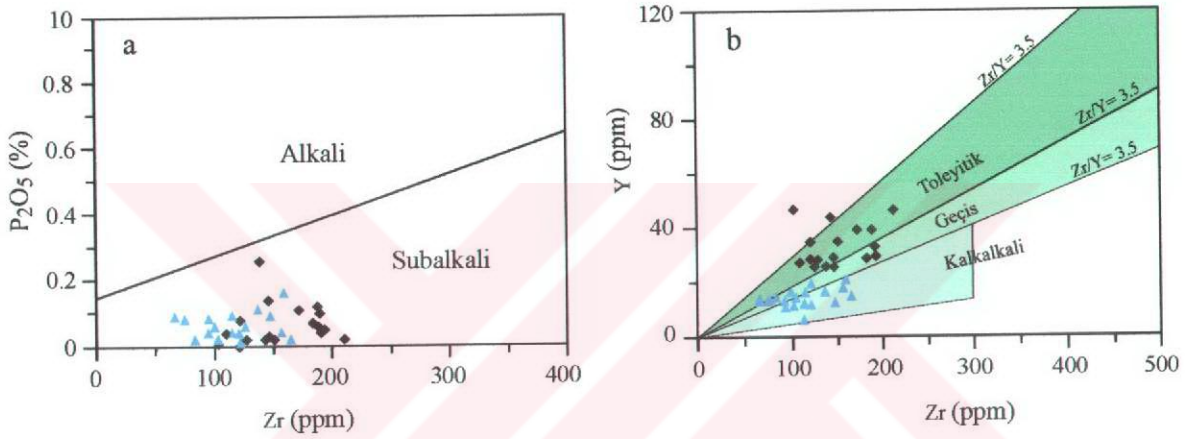 a
10
0.8
0.6
0.4
0.2
0
P₂O₅ (%)
Alkali
Subalkali
0
100
200
300
400
Zr (ppm)
b
120
80
40
0
Y (ppm)
Zr/Y= 3.5
Zr/Y= 3.5
Zr/Y= 3.5
Toleyitik
Geçis
Kalkalkali
0
100
200
300
400
500
Zr (ppm)